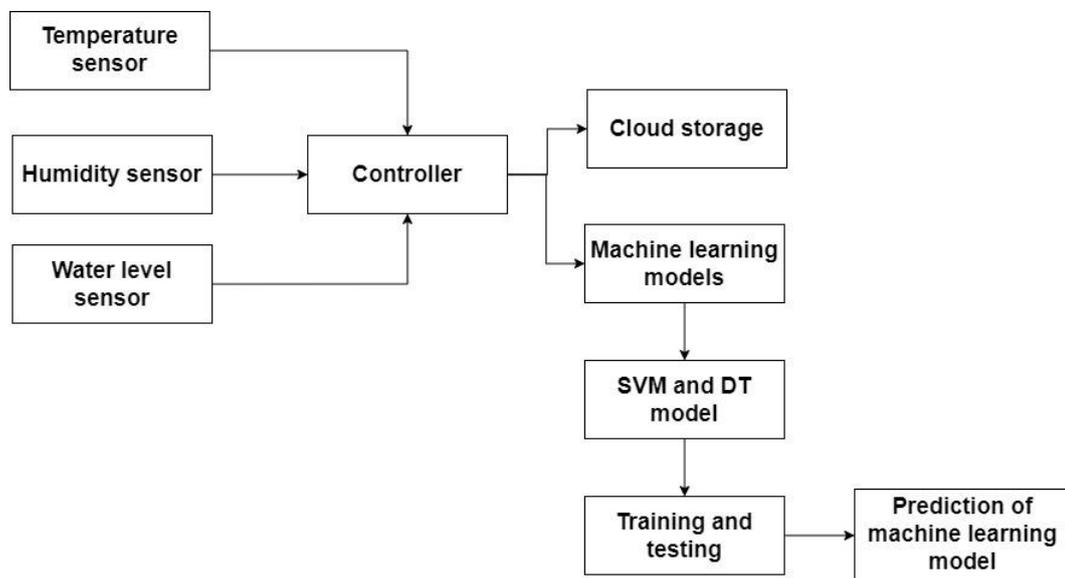 Temperature
sensor
Humidity sensor
Water level
sensor
Controller
Cloud storage
Machine learning
models
SVM and DT
model
Training and
testing
Prediction of
machine learning
model